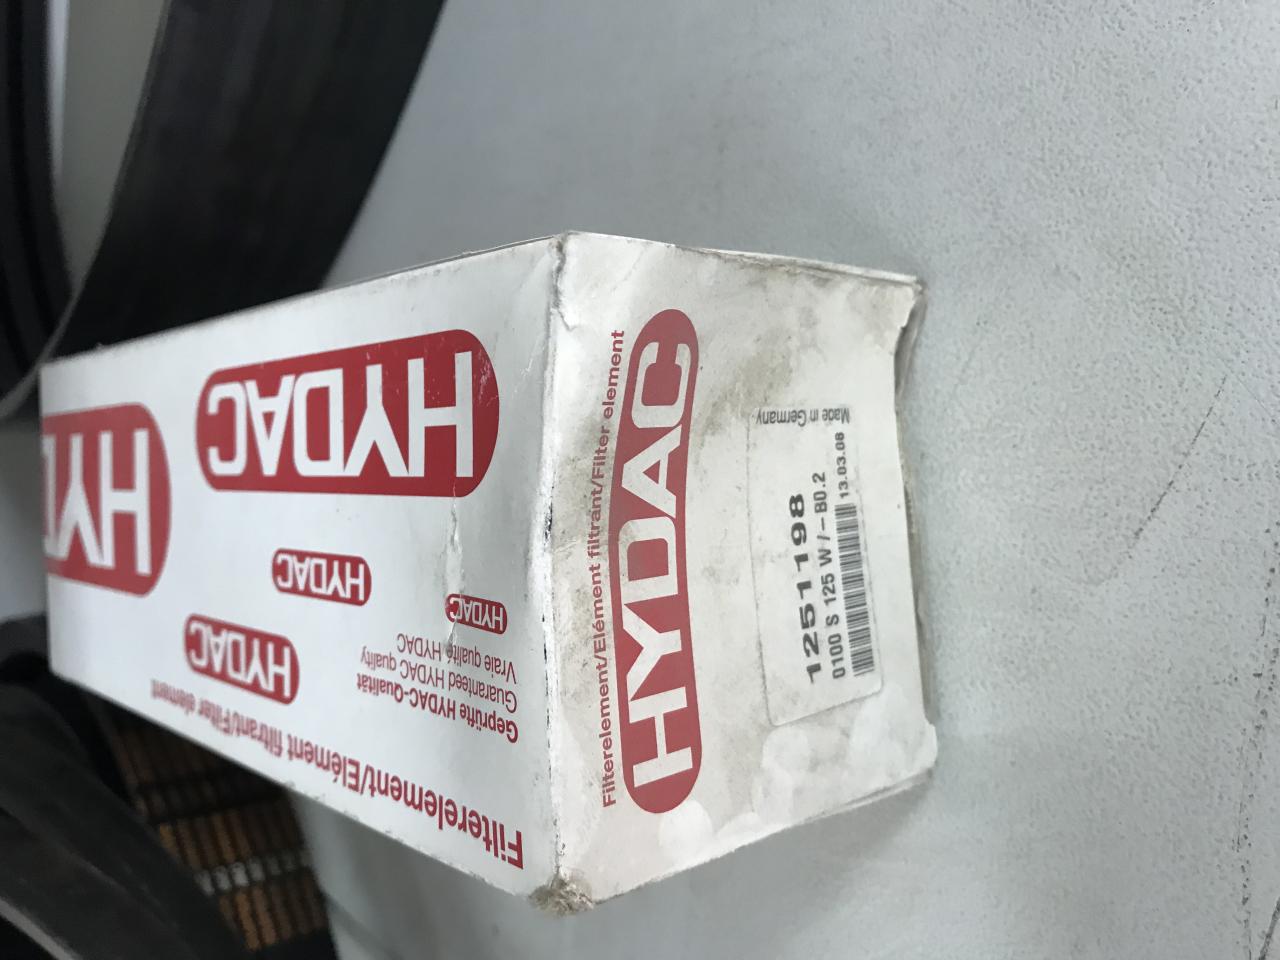 HYDAC
HYDAC
HYDAC
HYDAC
HYDAC
Geprüfte HYDAC-Qualität
Guaranteed HYDAC quality
Vraie qualité HYDAC
Filterelement/Elément filtrant/Filter element
Filterelement/Elément filtrant/Filter element
HYDAC
1251198
0100 S 125 W /-B0.2
13.03.08
Made in Germany